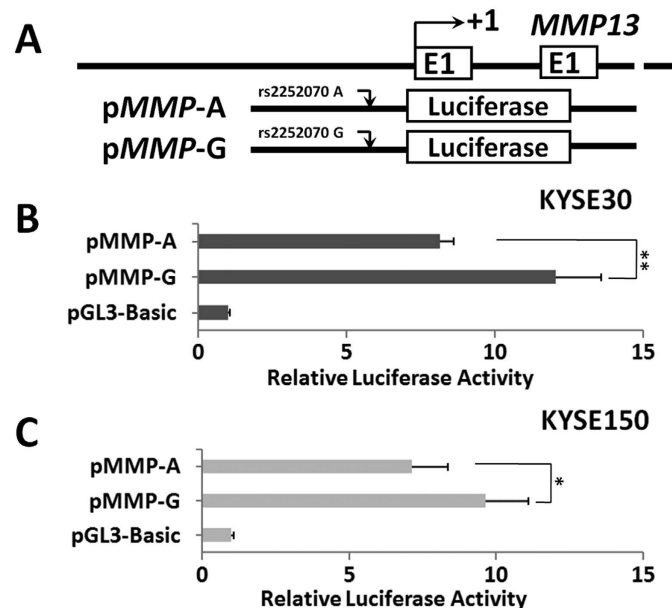 A
+1
MMP13
E1
E1
pMMP-A
rs2252070 A
Luciferase
pMMP-G
rs2252070 G
Luciferase
B
KYSE30
pMMP-A
pMMP-G
pGL3-Basic
**
0
5
10
15
Relative Luciferase Activity
C
KYSE150
pMMP-A
pMMP-G
pGL3-Basic
*
0
5
10
15
Relative Luciferase Activity